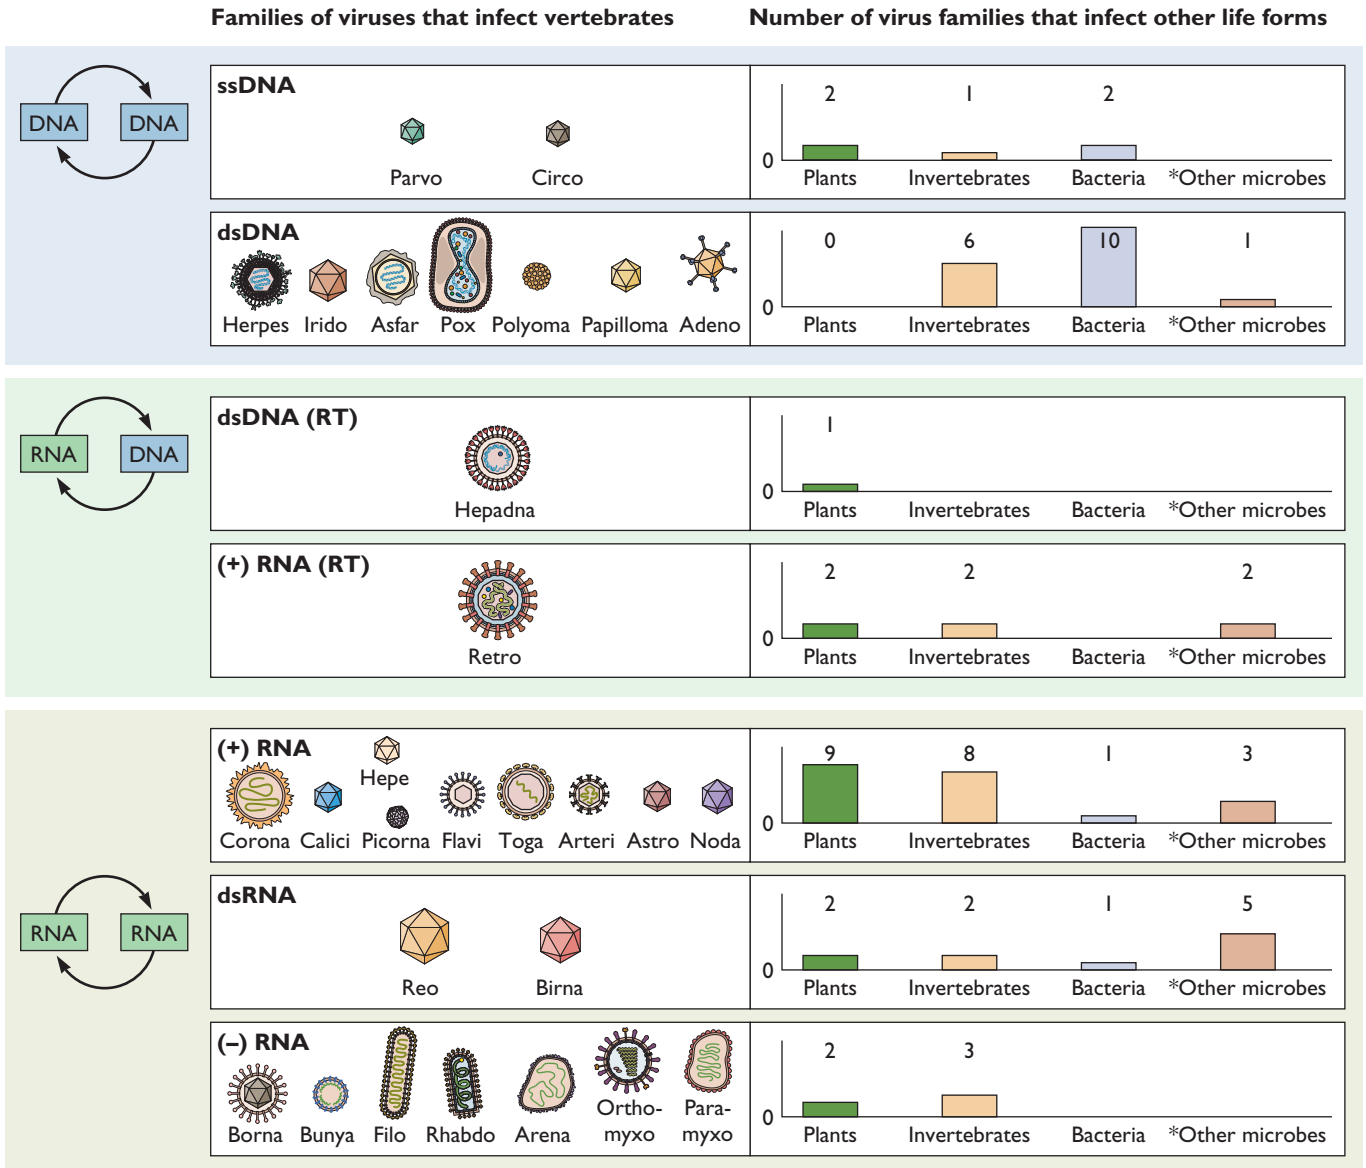 Families of viruses that infect vertebrates
Number of virus families that infect other life forms
DNA DNA
ssDNA
Parvo Circo
2 1 2
0
Plants Invertebrates Bacteria *Other microbes
dsDNA
Herpes Irido Asfar Pox Polyoma Papilloma Adeno
0 6 10 1
0
Plants Invertebrates Bacteria *Other microbes
RNA DNA
dsDNA (RT)
Hepadna
1
0
Plants Invertebrates Bacteria *Other microbes
(+) RNA (RT)
Retro
2 2 2
0
Plants Invertebrates Bacteria *Other microbes
RNA RNA
(+) RNA
Hepe
Corona Calici Picorna Flavi Toga Arteri Astro Noda
9 8 1 3
0
Plants Invertebrates Bacteria *Other microbes
dsRNA
Reo Birna
2 2 1 5
0
Plants Invertebrates Bacteria *Other microbes
(–) RNA
Borna Bunya Filo Rhabdo Arena Ortho-
myxo
Para-
myxo
2 3
0
Plants Invertebrates Bacteria *Other microbes